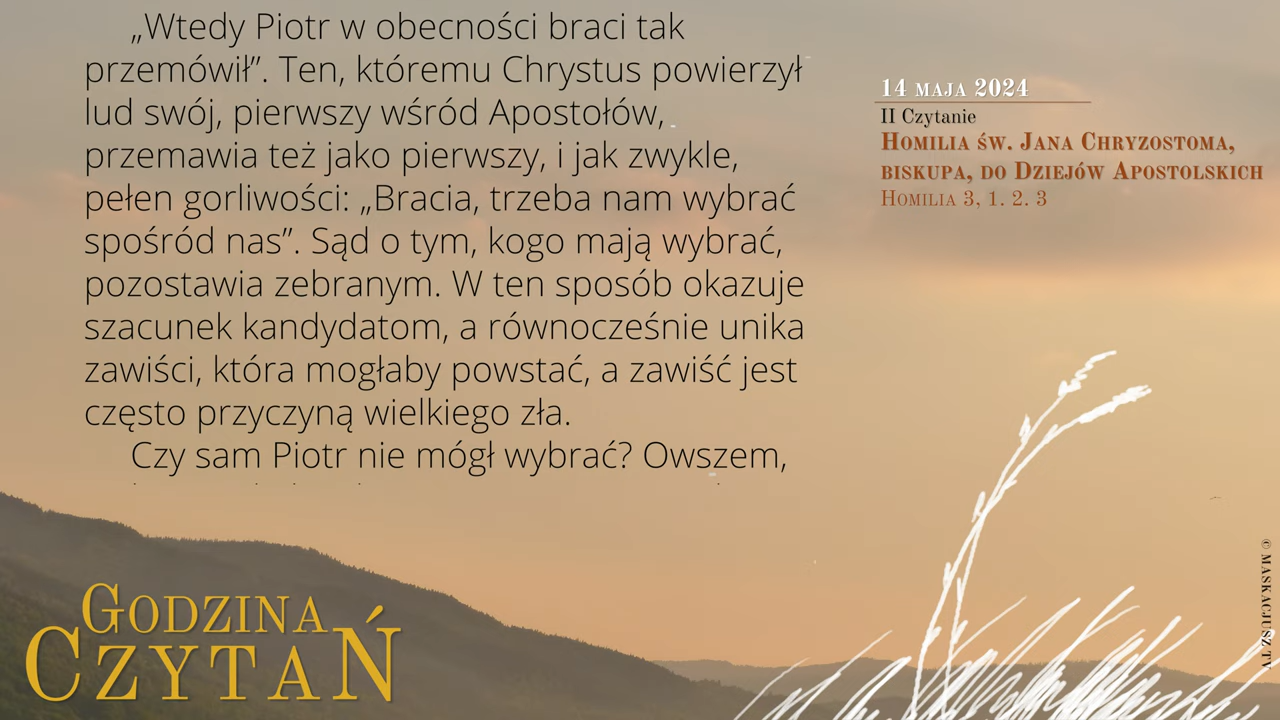 „Wtedy Piotr w obecności braci tak
przemówił”. Ten, któremu Chrystus powierzył
lud swój, pierwszy wśród Apostołów,
przemawia też jako pierwszy, i jak zwykle,
pełen gorliwości: „Bracia, trzeba nam wybrać
spośród nas”. Sąd o tym, kogo mają wybrać,
pozostawia zebranym. W ten sposób okazuje
szacunek kandydatom, a równocześnie unika
zawiści, która mogłaby powstać, a zawiść jest
często przyczyną wielkiego zła.
Czy sam Piotr nie mógł wybrać? Owszem,
14 maja 2024
II Czytanie
Homilia św. Jana Chryzostoma,
biskupa, do Dziejów Apostolskich
Homilia 3, 1. 2. 3
Godzina
Czytań
© Maskacjusz TV